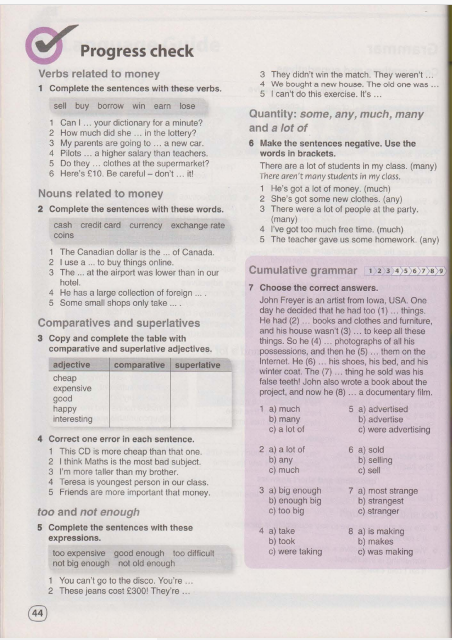 Progress check
Verbs related to money
1 Complete the sentences with these verbs.
sell buy borrow win earn lose
1 Can I ... your dictionary for a minute?
2 How much did she ... in the lottery?
3 My parents are going to ... a new car.
4 Pilots ... a higher salary than teachers.
5 Do they ... clothes at the supermarket?
6 Here's £10. Be careful – don't ... it!
Nouns related to money
2 Complete the sentences with these words.
cash credit card currency exchange rate
coins
1 The Canadian dollar is the ... of Canada.
2 I use a ... to buy things online.
3 The ... at the airport was lower than in our
hotel.
4 He has a large collection of foreign ... .
5 Some small shops only take ... .
Comparatives and superlatives
3 Copy and complete the table with
comparative and superlative adjectives.
adjective comparative superlative
cheap
expensive
good
happy
interesting
4 Correct one error in each sentence.
1 This CD is more cheap than that one.
2 I think Maths is the most bad subject.
3 I'm more taller than my brother.
4 Teresa is youngest person in our class.
5 Friends are more important that money.
too and not enough
5 Complete the sentences with these
expressions.
too expensive good enough too difficult
not big enough not old enough
1 You can't go to the disco. You're ...
2 These jeans cost £300! They're ...
44
3 They didn't win the match. They weren't ...
4 We bought a new house. The old one was ...
5 I can't do this exercise. It's ...
Quantity: some, any, much, many
and a lot of
6 Make the sentences negative. Use the
words in brackets.
There are a lot of students in my class. (many)
There aren't many students in my class.
1 He's got a lot of money. (much)
2 She's got some new clothes. (any)
3 There were a lot of people at the party.
(many)
4 I've got too much free time. (much)
5 The teacher gave us some homework. (any)
Cumulative grammar 1 2 3 4 5 6 7 8 9
7 Choose the correct answers.
John Freyer is an artist from Iowa, USA. One
day he decided that he had too (1) ... things.
He had (2) ... books and clothes and furniture,
and his house wasn't (3) ... to keep all these
things. So he (4) ... photographs of all his
possessions, and then he (5) ... them on the
Internet. He (6) ... his shoes, his bed, and his
winter coat. The (7) ... thing he sold was his
false teeth! John also wrote a book about the
project, and now he (8) ... a documentary film.
1 a) much
b) many
c) a lot of
2 a) a lot of
b) any
c) much
3 a) big enough
b) enough big
c) too big
4 a) take
b) took
c) were taking
5 a) advertised
b) advertise
c) were advertising
6 a) sold
b) selling
c) sell
7 a) most strange
b) strangest
c) stranger
8 a) is making
b) makes
c) was making